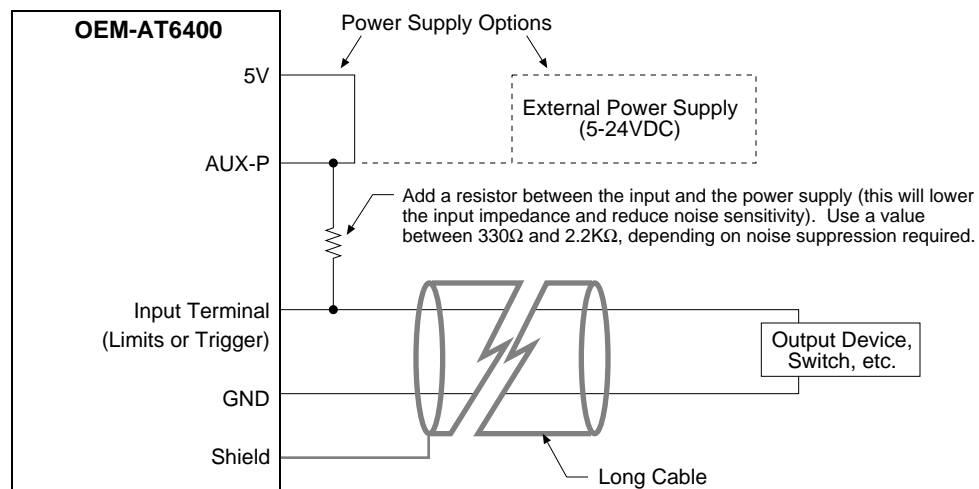 OEM-AT6400
Power Supply Options
5V
External Power Supply
(5-24VDC)
AUX-P
Add a resistor between the input and the power supply (this will lower
the input impedance and reduce noise sensitivity).  Use a value
between 330Ω and 2.2KΩ, depending on noise suppression required.
Input Terminal
(Limits or Trigger)
Output Device,
Switch, etc.
GND
Shield
Long Cable